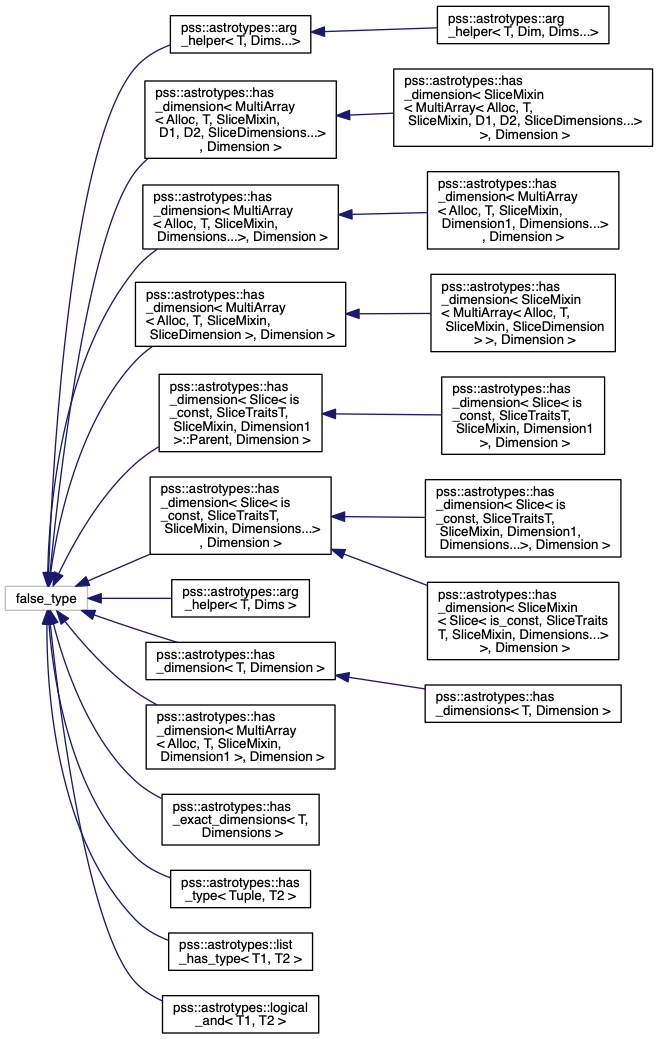 pss::astrotypes::arg
_helper< T, Dims...>
pss::astrotypes::arg
_helper< T, Dim, Dims...>
pss::astrotypes::has
_dimension< MultiArray
< Alloc, T, SliceMixin,
D1, D2, SliceDimensions...>
, Dimension >
pss::astrotypes::has
_dimension< SliceMixin
< MultiArray< Alloc, T,
SliceMixin, D1, D2, SliceDimensions...>
>, Dimension >
pss::astrotypes::has
_dimension< MultiArray
< Alloc, T, SliceMixin,
Dimensions...>, Dimension >
pss::astrotypes::has
_dimension< MultiArray
< Alloc, T, SliceMixin,
Dimension1, Dimensions...>
, Dimension >
pss::astrotypes::has
_dimension< MultiArray
< Alloc, T, SliceMixin,
SliceDimension >, Dimension >
pss::astrotypes::has
_dimension< SliceMixin
< MultiArray< Alloc, T,
SliceMixin, SliceDimension
> >, Dimension >
pss::astrotypes::has
_dimension< Slice< is
_const, SliceTraitsT,
SliceMixin, Dimension1
>::Parent, Dimension >
pss::astrotypes::has
_dimension< Slice< is
_const, SliceTraitsT,
SliceMixin, Dimension1
>, Dimension >
pss::astrotypes::has
_dimension< Slice< is
_const, SliceTraitsT,
SliceMixin, Dimensions...>
, Dimension >
pss::astrotypes::has
_dimension< Slice< is
_const, SliceTraitsT,
SliceMixin, Dimension1,
Dimensions...>, Dimension >
false_type
pss::astrotypes::arg
_helper< T, Dims >
pss::astrotypes::has
_dimension< SliceMixin
< Slice< is_const, SliceTraits
T, SliceMixin, Dimensions...>
>, Dimension >
pss::astrotypes::has
_dimension< T, Dimension >
pss::astrotypes::has
_dimensions< T, Dimension >
pss::astrotypes::has
_dimension< MultiArray
< Alloc, T, SliceMixin,
Dimension1 >, Dimension >
pss::astrotypes::has
_exact_dimensions< T,
Dimensions >
pss::astrotypes::has
_type< Tuple, T2 >
pss::astrotypes::list
_has_type< T1, T2 >
pss::astrotypes::logical
_and< T1, T2 >